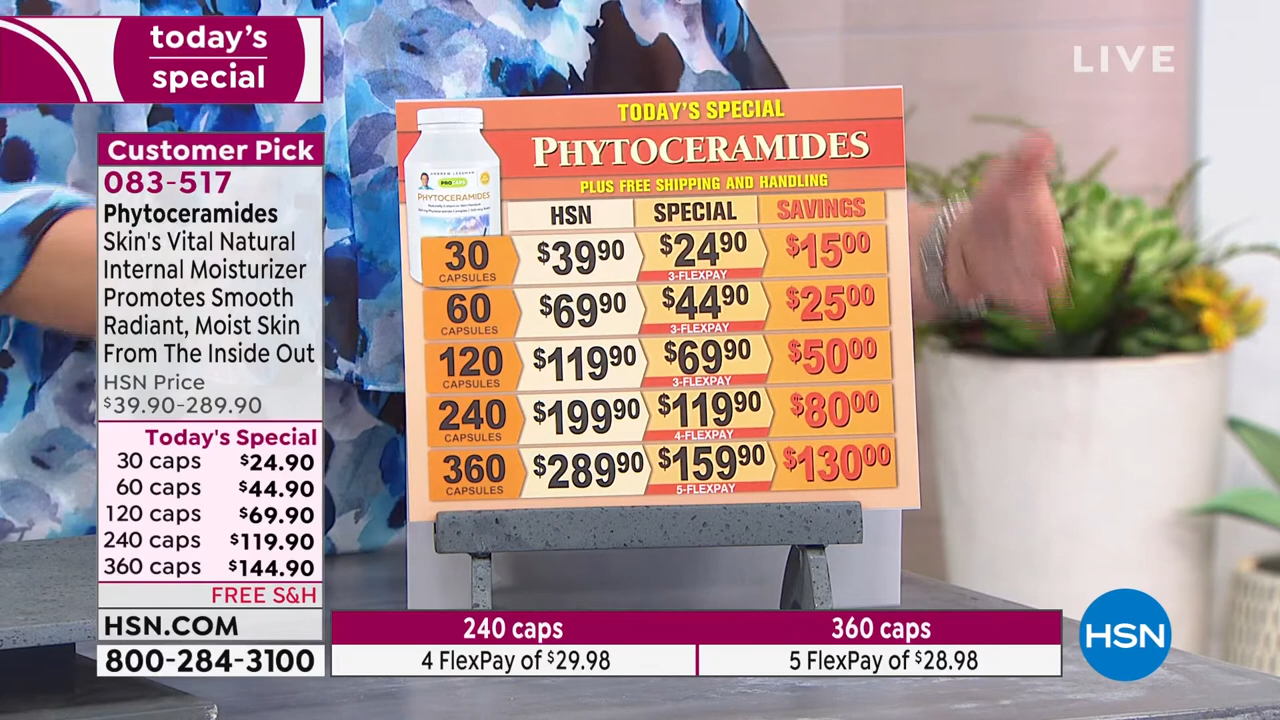 today's
special
LIVE
Customer Pick
083-517
Phytoceramides
Skin's Vital Natural
Internal Moisturizer
Promotes Smooth
Radiant, Moist Skin
From The Inside Out
HSN Price
$39.90-289.90
Today's Special
30 caps $24.90
60 caps $44.90
120 caps $69.90
240 caps $119.90
360 caps $144.90
FREE S&H
HSN.COM
800-284-3100
TODAY'S SPECIAL
PHYTOCERAMIDES
PLUS FREE SHIPPING AND HANDLING
ANDREW LESSMAN
PROCAPS
PHYTOCERAMIDES
HSN SPECIAL SAVINGS
30 CAPSULES $39.90 $24.90 3-FLEXPAY $15.00
60 CAPSULES $69.90 $44.90 3-FLEXPAY $25.00
120 CAPSULES $119.90 $69.90 3-FLEXPAY $50.00
240 CAPSULES $199.90 $119.90 4-FLEXPAY $80.00
360 CAPSULES $289.90 $159.90 5-FLEXPAY $130.00
240 caps 360 caps
4 FlexPay of $29.98 5 FlexPay of $28.98
HSN